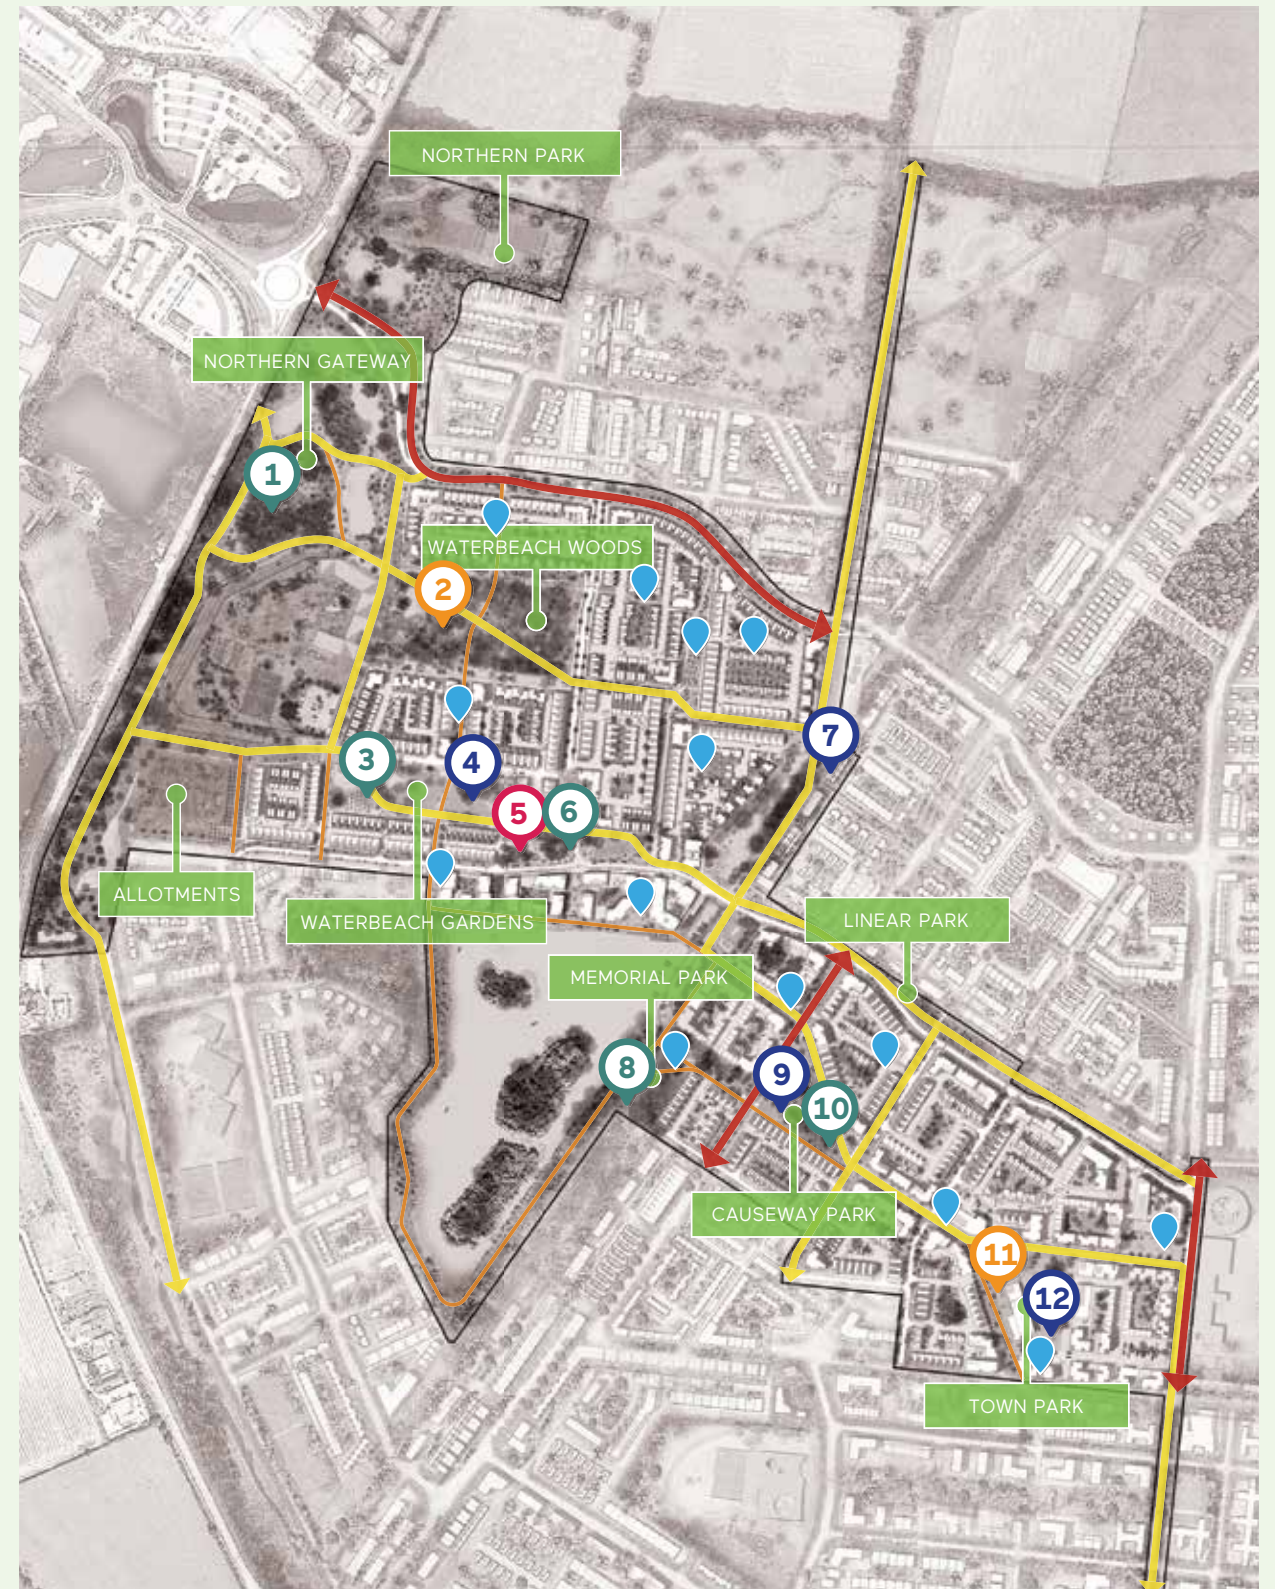 NORTHERN PARK
NORTHERN GATEWAY
1
WATERBEACH WOODS
2
7
3
4
5
6
ALLOTMENTS
WATERBEACH GARDENS
LINEAR PARK
MEMORIAL PARK
8
9
10
CAUSEWAY PARK
11
12
TOWN PARK